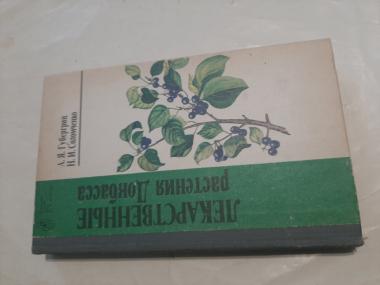 А. Я. Губергриц
Н. И. Соломченко
ЛЕКАРСТВЕННЫЕ
растения Донбасса